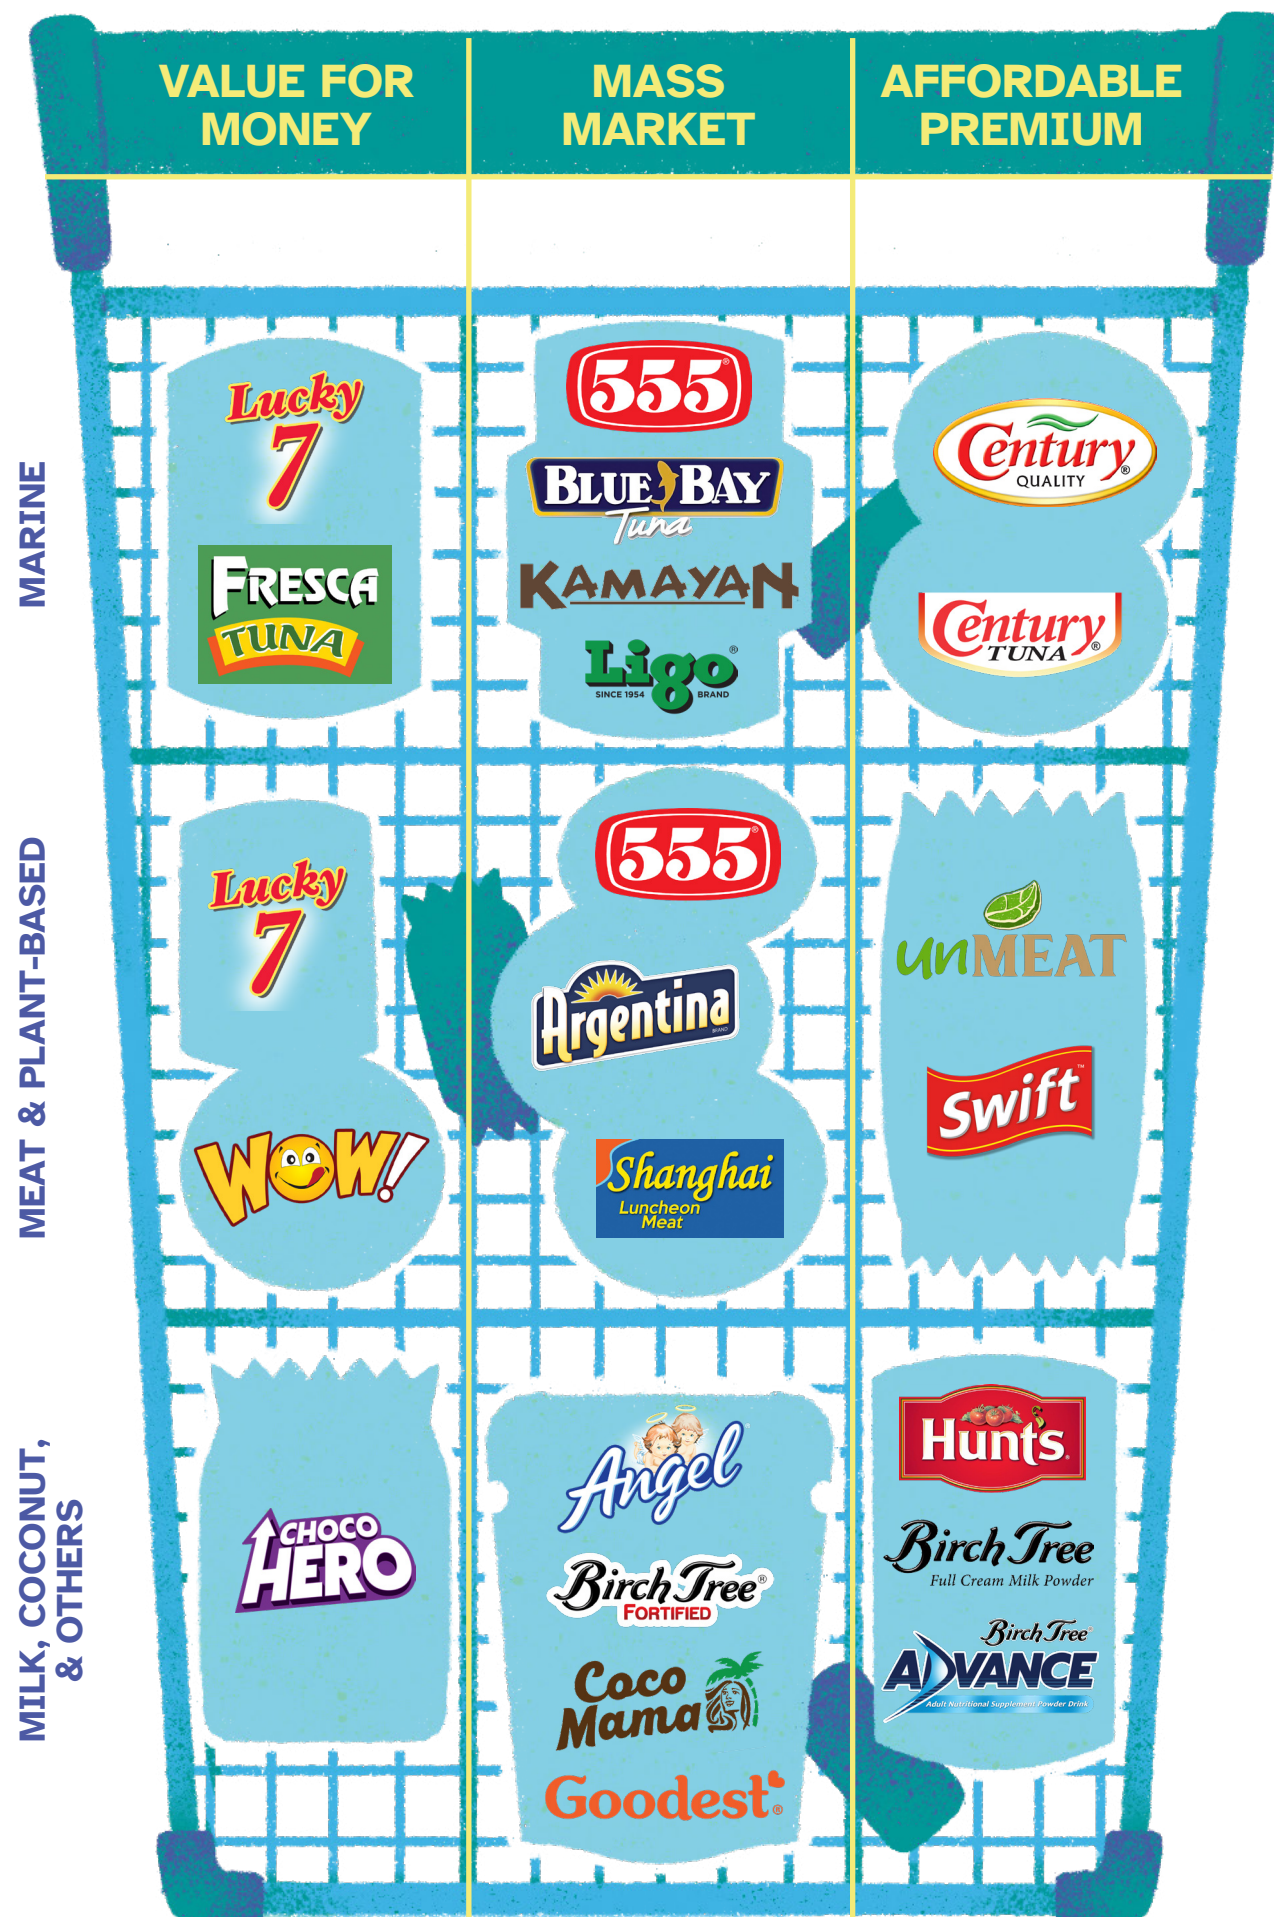 VALUE FOR
MONEY
MASS
MARKET
AFFORDABLE
PREMIUM
MARINE
Lucky
7
FRESCA
TUNA
555®
BLUE BAY
Tuna
KAMAYAN
Ligo®
SINCE 1954 BRAND
Century®
QUALITY
Century®
TUNA
MEAT & PLANT-BASED
Lucky
7
WOW!
555®
Argentina
BRAND
Shanghai
Luncheon
Meat
unMEAT
Swift™
MILK, COCONUT,
& OTHERS
CHOCO
HERO
Angel
Birch Tree®
FORTIFIED
Coco
Mama
Goodest®
Hunt's®
Birch Tree
Full Cream Milk Powder
Birch Tree
ADVANCE
Adult Nutritional Supplement Powder Drink